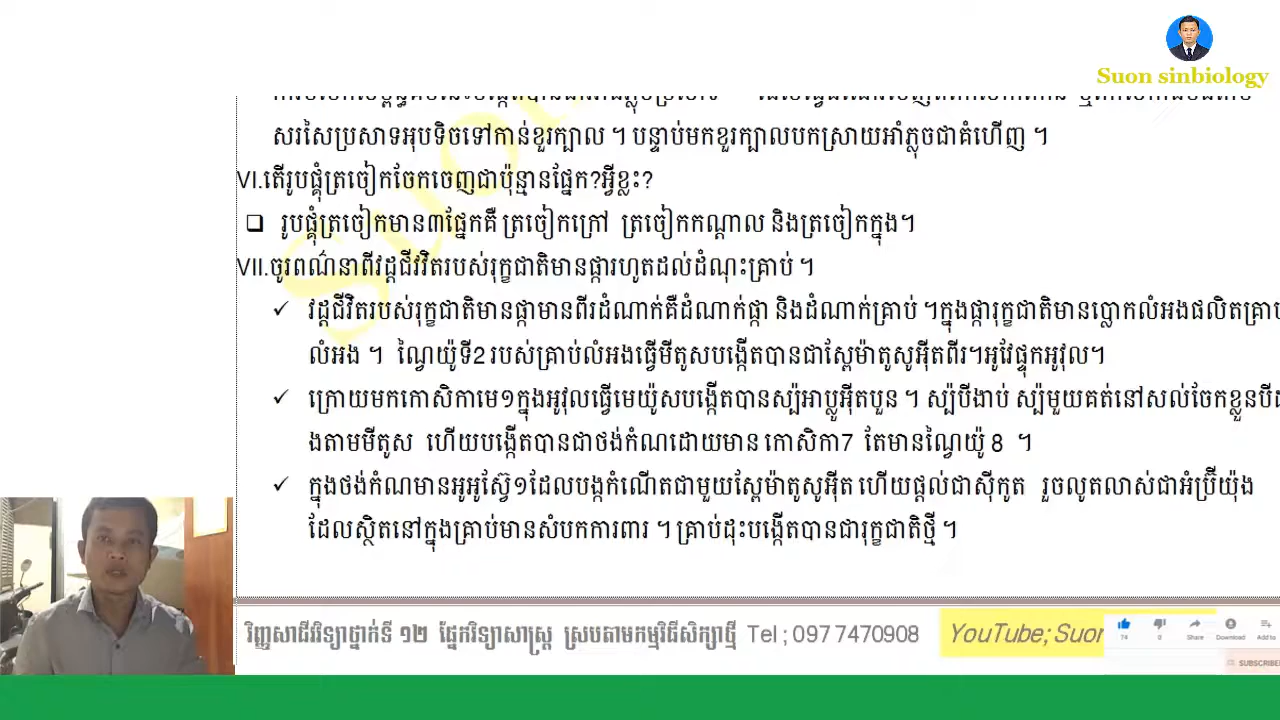 Suon sinbiology
សរសៃប្រសាទអុបទិចទៅកាន់ខួរក្បាល ។ បន្ទាប់មកខួរក្បាលបកស្រាយអាំភ្លុចជាគំហើញ ។
VI.តើរូបផ្គុំត្រចៀកចែកចេញជាប៉ុន្មានផ្នែក?អ្វីខ្លះ?
❑ រូបផ្គុំត្រចៀកមាន៣ផ្នែកគឺ ត្រចៀកក្រៅ ត្រចៀកកណ្ដាល និងត្រចៀកក្នុង។
VII.ចូរពណ៌នាពីវដ្ដជីវវិតរបស់រុក្ខជាតិមានផ្ការហូតដល់ដំណុះគ្រាប់ ។
✓ វដ្ដជីវិតរបស់រុក្ខជាតិមានផ្កាមានពីរដំណាក់គឺដំណាក់ផ្កា និងដំណាក់គ្រាប់ ។ក្នុងផ្ការុក្ខជាតិមានប្លោកលំអងផលិតគ្រាប់
លំអង ។ ណ្វៃយ៉ូទី2 របស់គ្រាប់លំអងធ្វើមីតូសបង្កើតបានជាស្ពែម៉ាតូសូអ៊ីតពីរ។អូវែផ្ទុកអូវុល។
✓ ក្រោយមកកោសិកាមេ១ក្នុងអូវុលធ្វើមេយ៉ូសបង្កើតបានស្ប៉អាប្លូអ៊ីតបួន ។ ស្ប៉បីងាប់ ស្ប៉មួយគត់នៅសល់ចែកខ្លួនបីដ
ងតាមមីតូស ហើយបង្កើតបានជាថង់កំណដោយមាន កោសិកា7 តែមានណ្វៃយ៉ូ 8 ។
✓ ក្នុងថង់កំណមានអូអូស្វ៊ែ១ដែលបង្កកំណើតជាមួយស្ពែម៉ាតូសូអ៊ីត ហើយផ្ដល់ជាស៊ីកូត រួចលូតលាស់ជាអំប្រ៊ីយ៉ុង
ដែលស្ថិតនៅក្នុងគ្រាប់មានសំបកការពារ ។ គ្រាប់ដុះបង្កើតបានជារុក្ខជាតិថ្មី ។
វិញ្ញាសាជីវវិទ្យាថ្នាក់ទី ១២ ផ្នែកវិទ្យាសាស្ត្រ ស្របតាមកម្មវិធីសិក្សាថ្មី Tel ; 097 7470908
YouTube; Suon
74 0 Share Download Add to
SUBSCRIBE